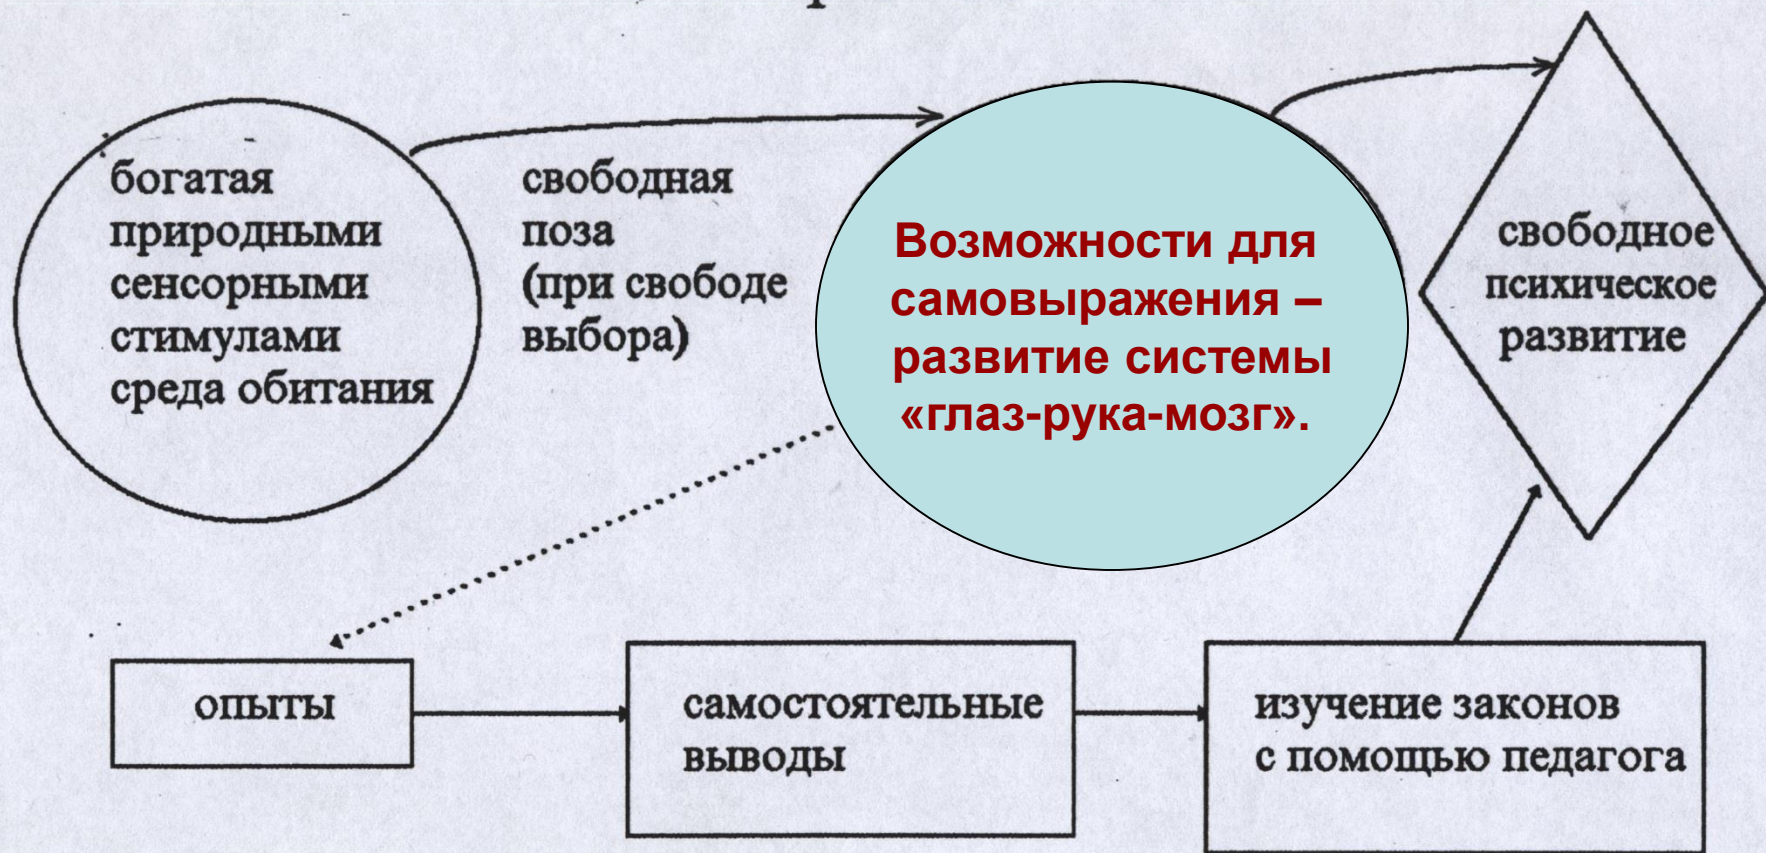 богатая
природными
сенсорными
стимулами
среда обитания
свободная
поза
(при свободе
выбора)
Возможности для
самовыражения –
развитие системы
«глаз-рука-мозг».
свободное
психическое
развитие
опыты
самостоятельные
выводы
изучение законов
с помощью педагога